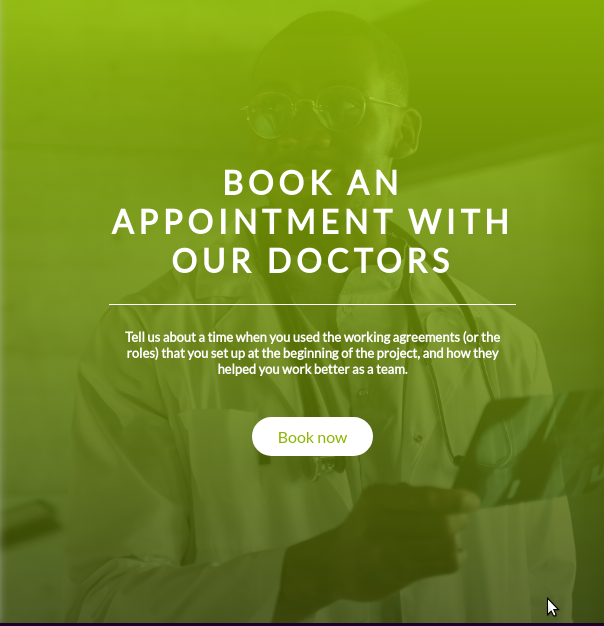 BOOK AN
APPOINTMENT WITH
OUR DOCTORS
Tell us about a time when you used the working agreements (or the
roles) that you set up at the beginning of the project, and how they
helped you work better as a team.
Book now